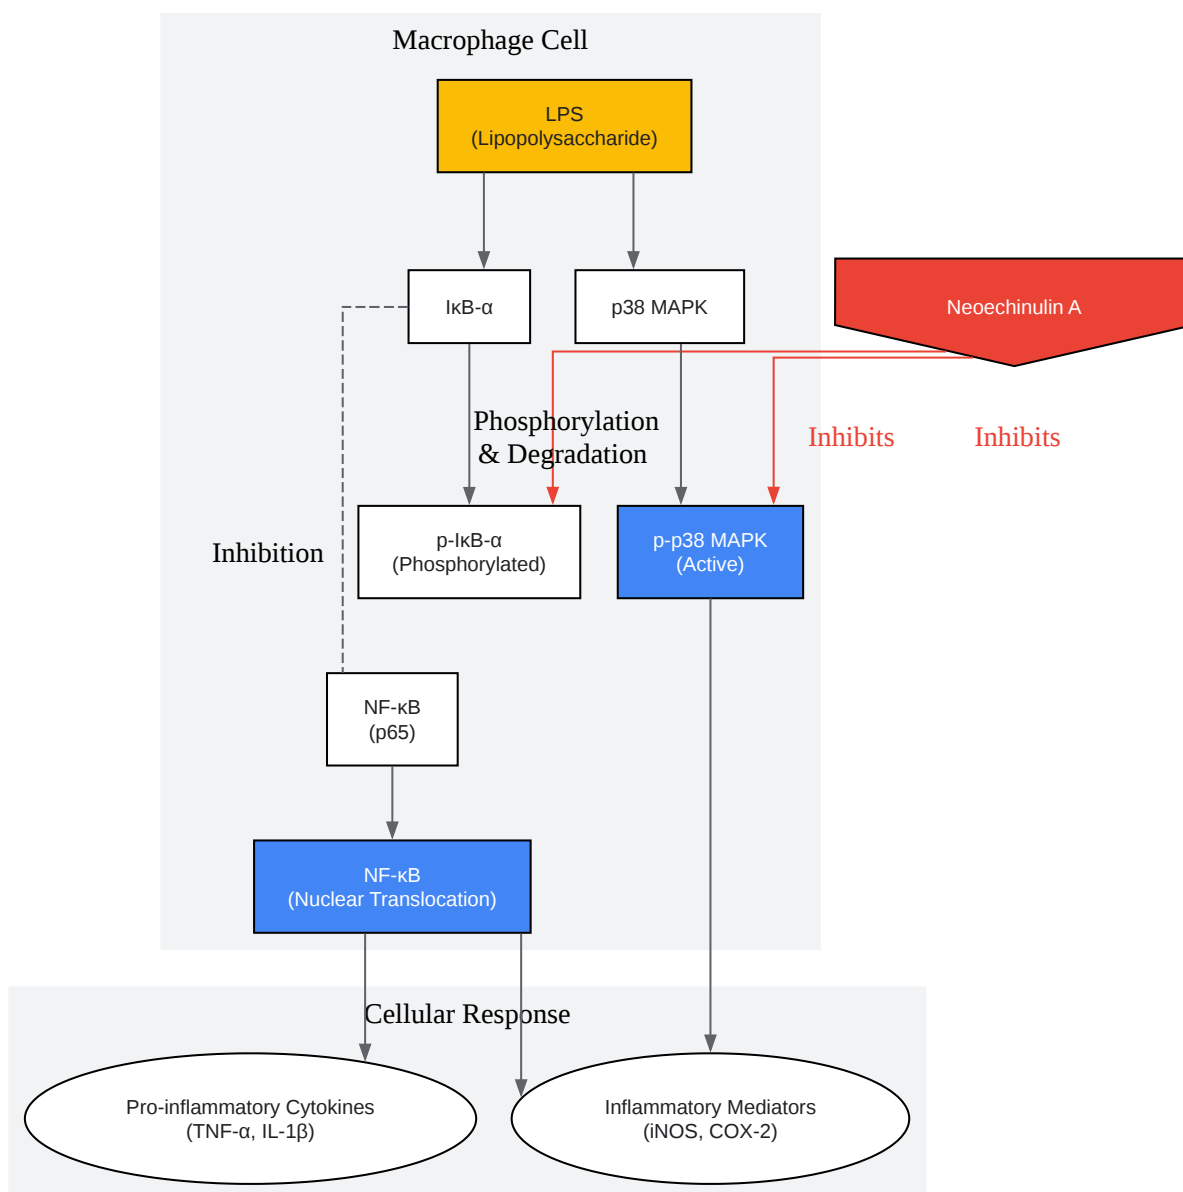 Macrophage Cell
LPS
(Lipopolysaccharide)
IκB-α
p38 MAPK
Neoechinulin A
Phosphorylation
& Degradation
Inhibits
Inhibits
p-IκB-α
(Phosphorylated)
p-p38 MAPK
(Active)
Inhibition
NF-κB
(p65)
NF-κB
(Nuclear Translocation)
Cellular Response
Pro-inflammatory Cytokines
(TNF-α, IL-1β)
Inflammatory Mediators
(iNOS, COX-2)